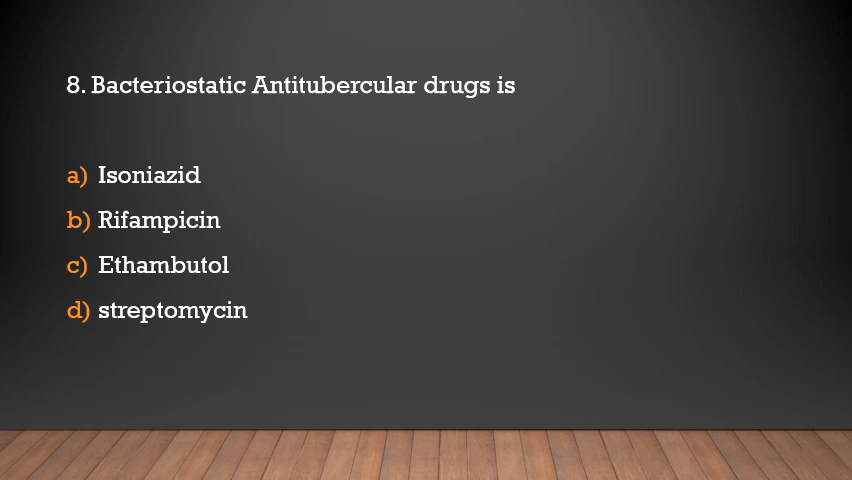 8. Bacteriostatic Antitubercular drugs is
a) Isoniazid
b) Rifampicin
c) Ethambutol
d) streptomycin